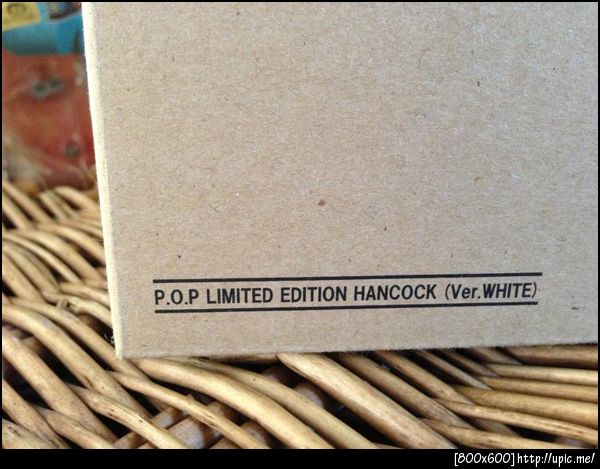 P.O.P LIMITED EDITION HANCOCK (Ver.WHITE)
[800x600]http://upic.me/